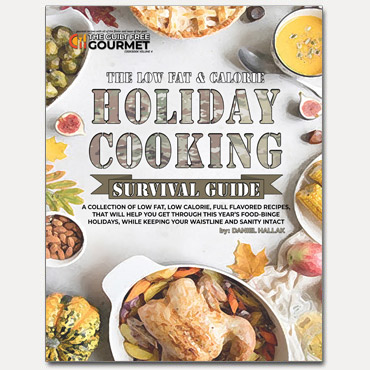 THE GUILT FREE
GOURMET
THE LOW FAT & CALORIE
HOLIDAY
COOKING
SURVIVAL GUIDE
A COLLECTION OF LOW FAT, LOW CALORIE, FULL FLAVORED RECIPES,
THAT WILL HELP YOU GET THROUGH THIS YEAR'S FOOD-BINGE
HOLIDAYS, WHILE KEEPING YOUR WAISTLINE AND SANITY INTACT
by: DANIEL HALLAK